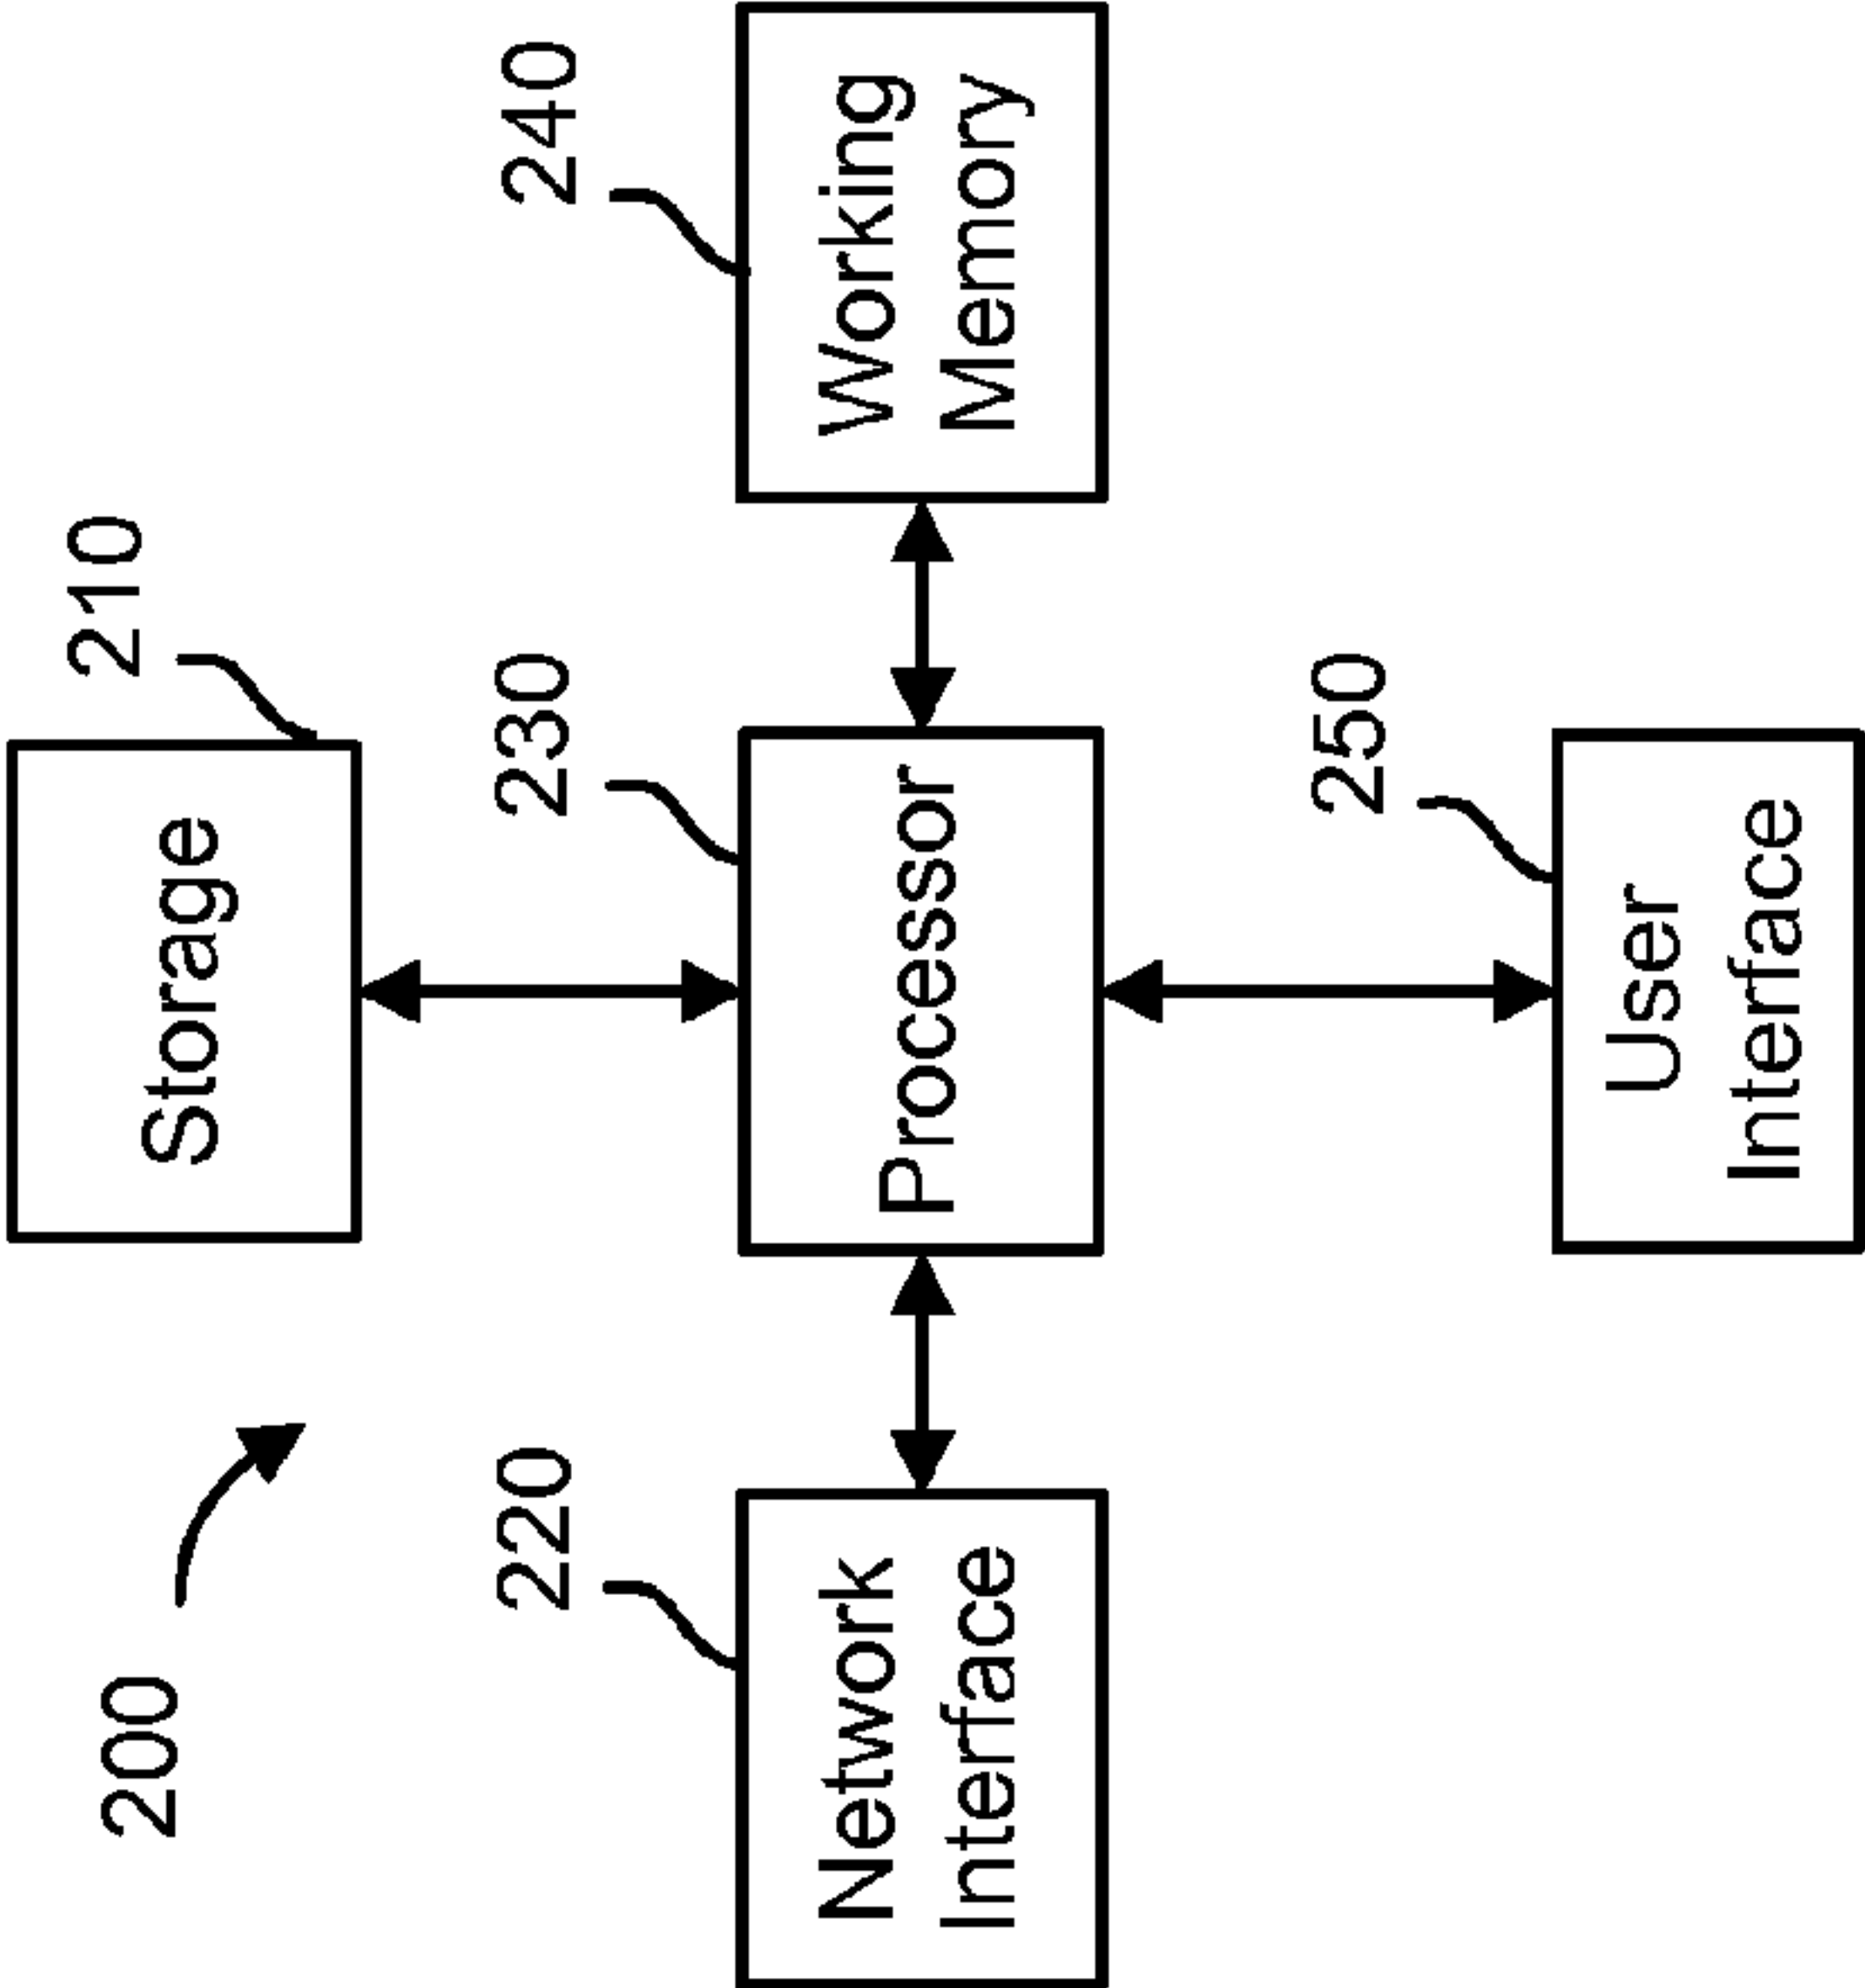 200
210
Storage
220
230
240
Network
Interface
Processor
Working
Memory
250
User
Interface